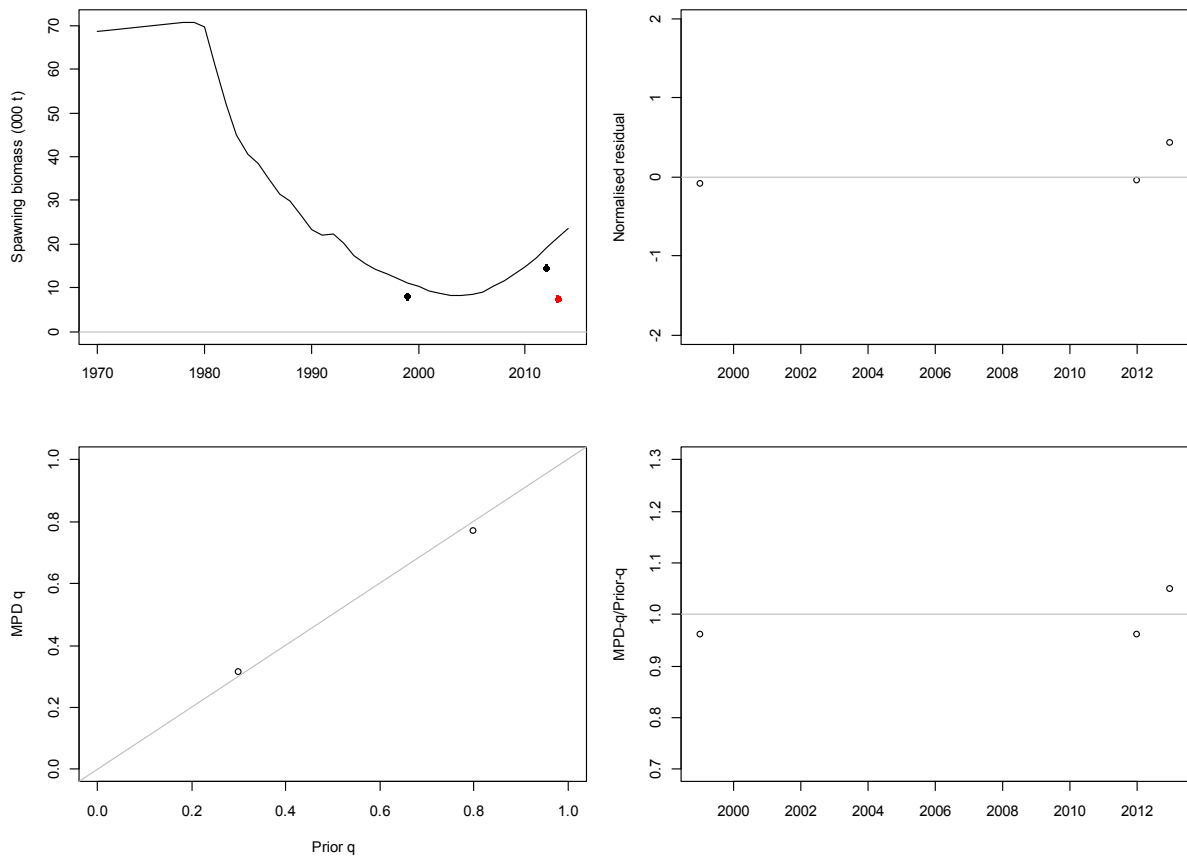 Spawning biomass (000 t)
70
60
50
40
30
20
10
0
1970 1980 1990 2000 2010
Normalised residual
2
1
0
-1
-2
2000 2002 2004 2006 2008 2010 2012
MPD q
1.0
0.8
0.6
0.4
0.2
0.0
0.0 0.2 0.4 0.6 0.8 1.0
Prior q
MPD-q/Prior-q
1.3
1.2
1.1
1.0
0.9
0.8
0.7
2000 2002 2004 2006 2008 2010 2012